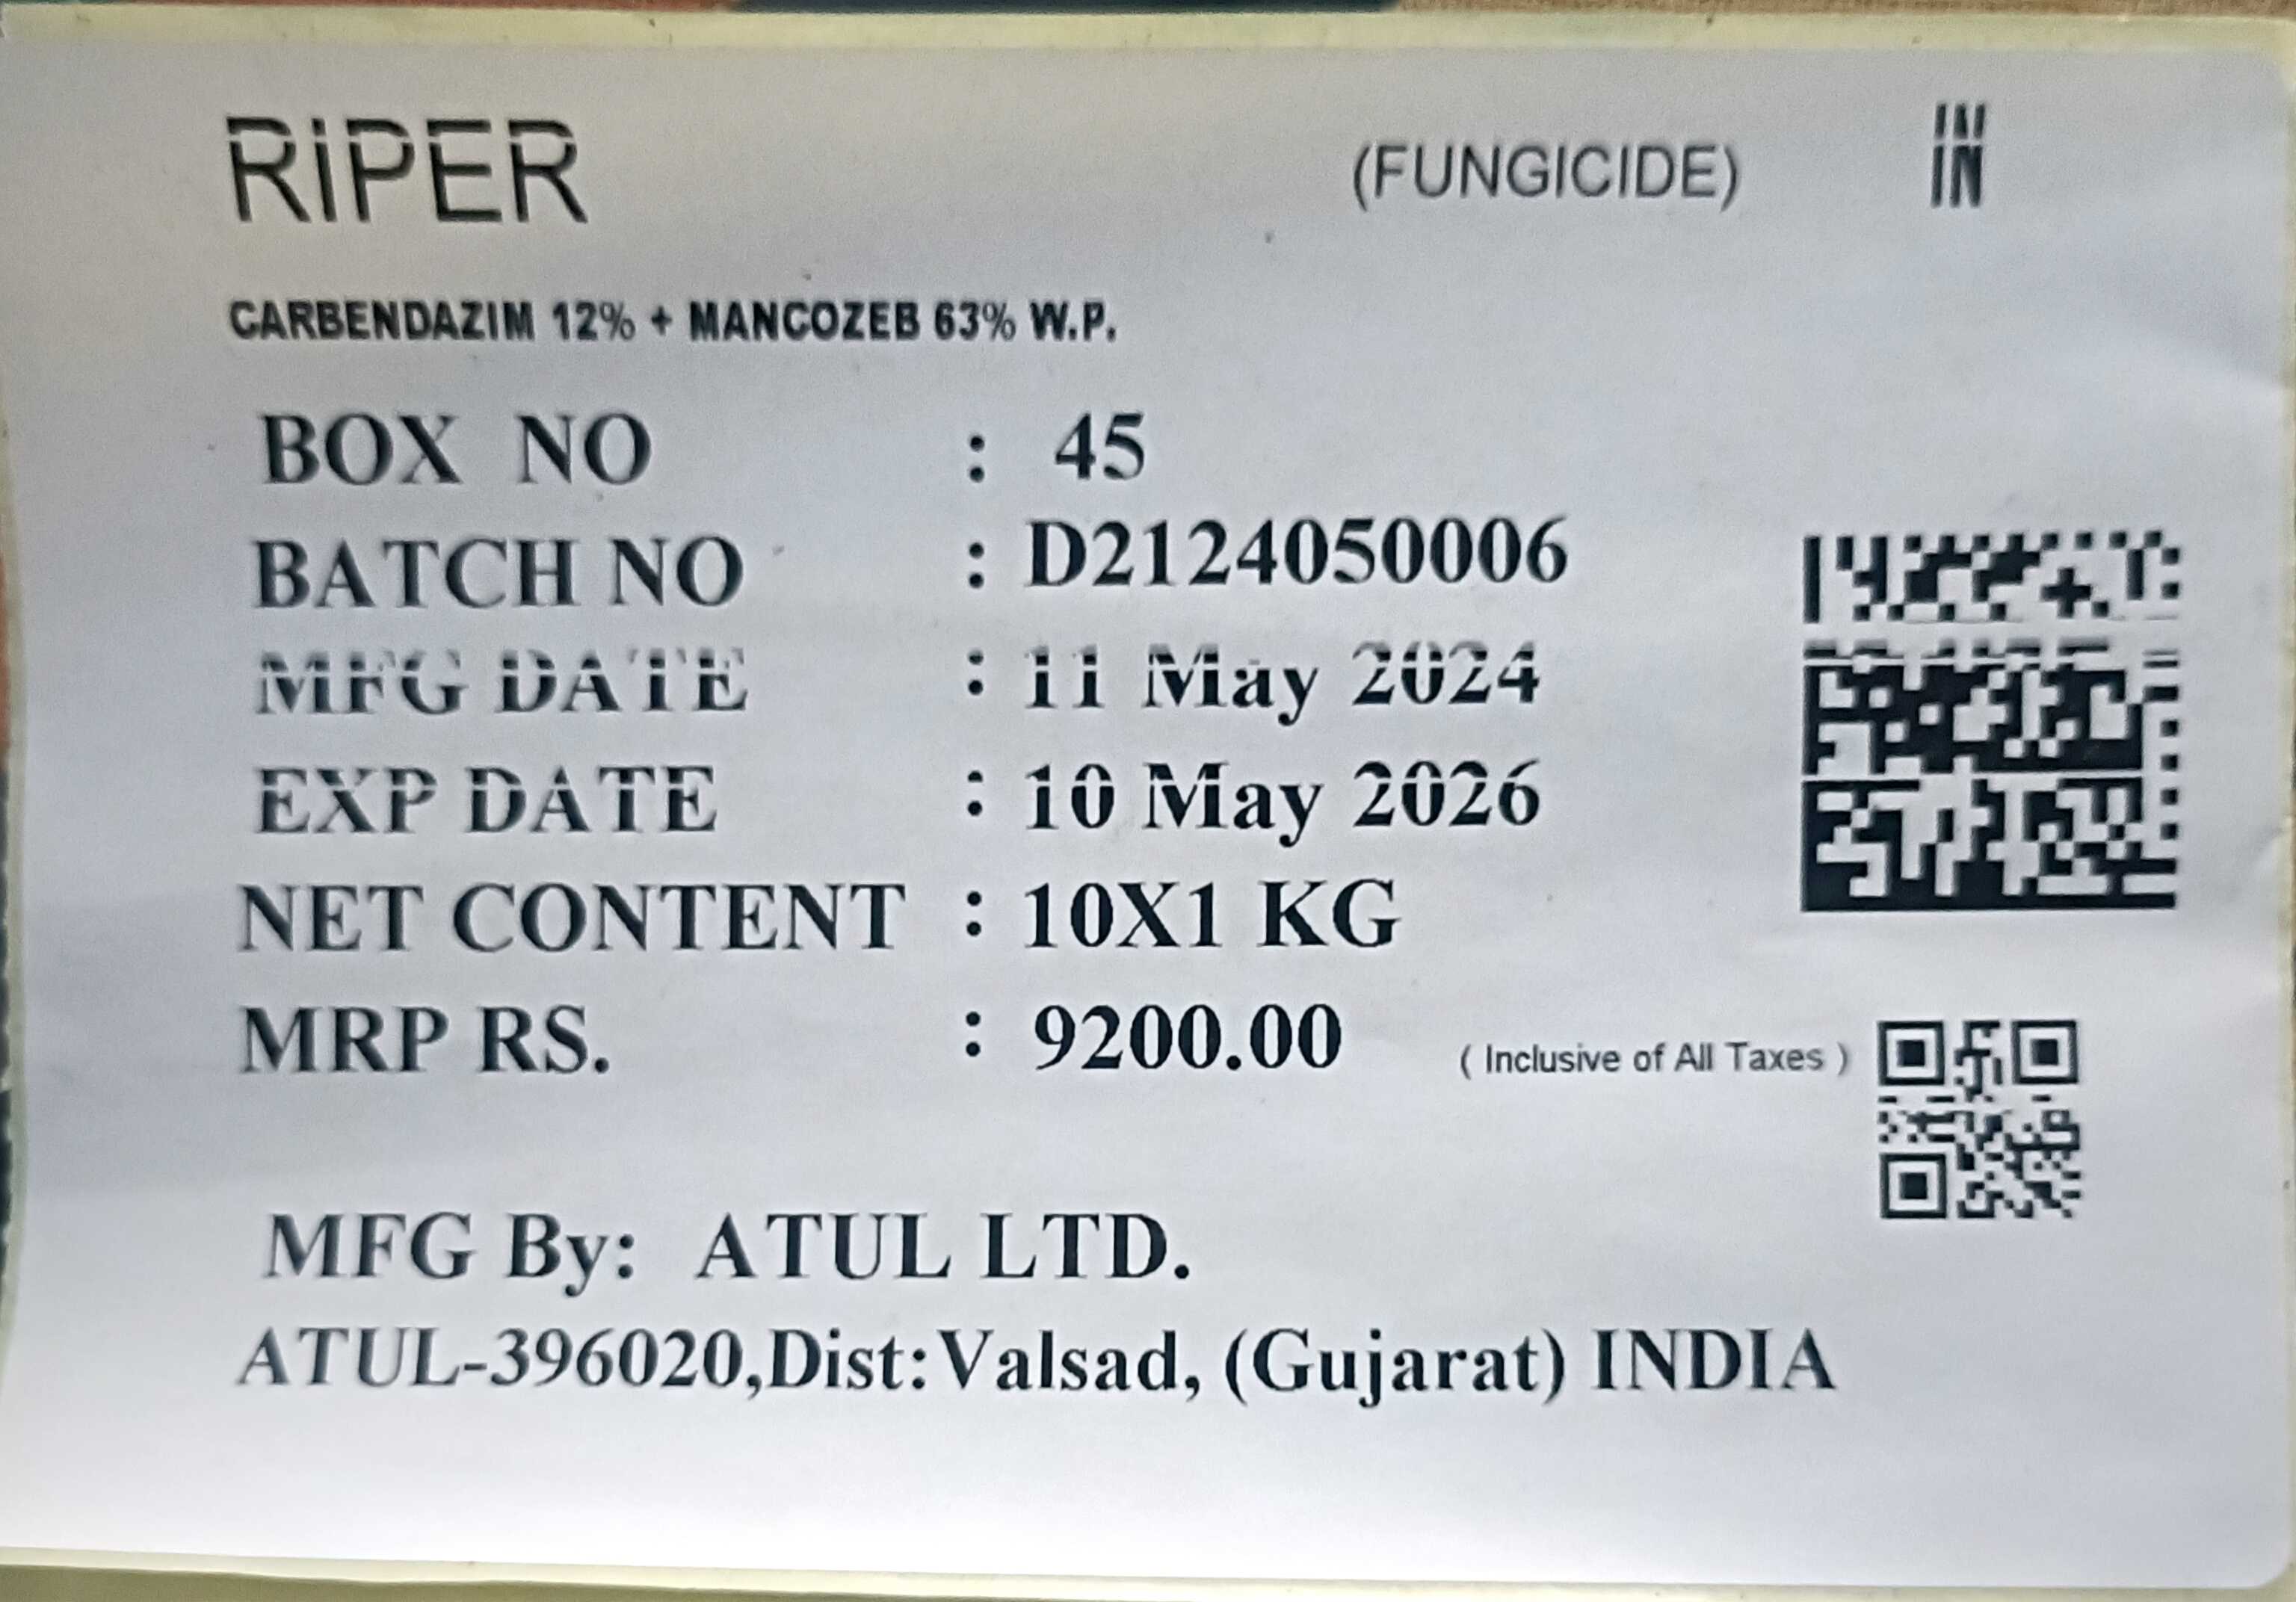 RiPER (FUNGICIDE) IN
CARBENDAZIM 12% + MANCOZEB 63% W.P.
BOX NO : 45
BATCH NO : D2124050006
MFG DATE : 11 May 2024
EXP DATE : 10 May 2026
NET CONTENT : 10X1 KG
MRP RS. : 9200.00 ( Inclusive of All Taxes )
MFG By: ATUL LTD.
ATUL-396020,Dist:Valsad, (Gujarat) INDIA